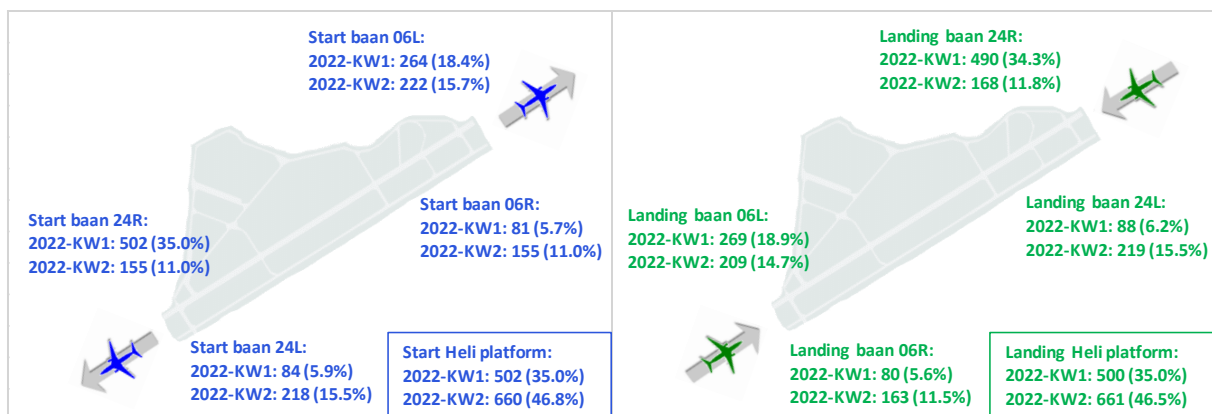 Start baan 06L:
2022-KW1: 264 (18.4%)
2022-KW2: 222 (15.7%)
Start baan 24R:
2022-KW1: 502 (35.0%)
2022-KW2: 155 (11.0%)
Start baan 06R:
2022-KW1: 81 (5.7%)
2022-KW2: 155 (11.0%)
Start baan 24L:
2022-KW1: 84 (5.9%)
2022-KW2: 218 (15.5%)
Start Heli platform:
2022-KW1: 502 (35.0%)
2022-KW2: 660 (46.8%)
Landing baan 24R:
2022-KW1: 490 (34.3%)
2022-KW2: 168 (11.8%)
Landing baan 06L:
2022-KW1: 269 (18.9%)
2022-KW2: 209 (14.7%)
Landing baan 24L:
2022-KW1: 88 (6.2%)
2022-KW2: 219 (15.5%)
Landing baan 06R:
2022-KW1: 80 (5.6%)
2022-KW2: 163 (11.5%)
Landing Heli platform:
2022-KW1: 500 (35.0%)
2022-KW2: 661 (46.5%)